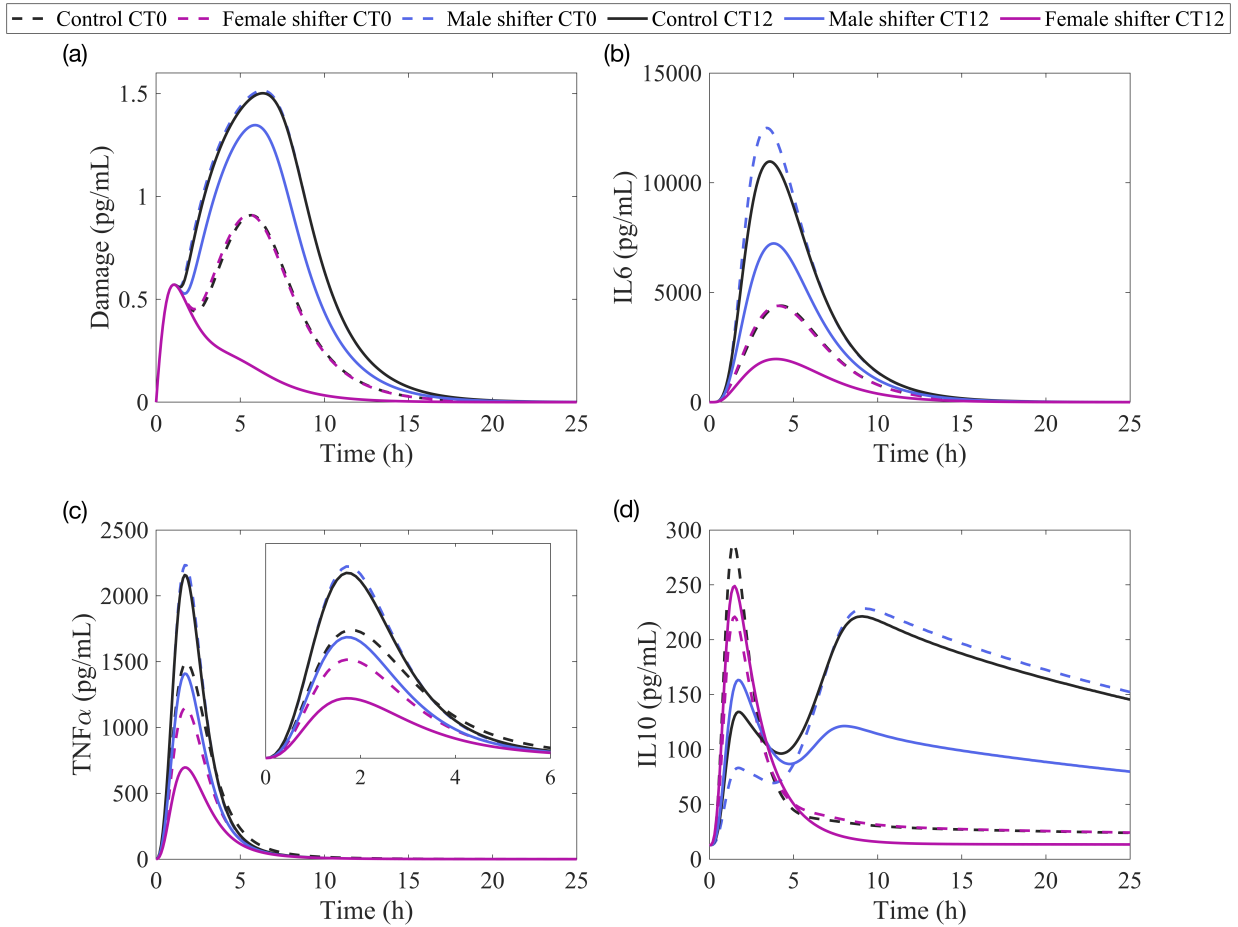 Control CT0 Female shifter CT0 Male shifter CT0 Control CT12 Male shifter CT12 Female shifter CT12
(a)
Damage (pg/mL)
1.5
1
0.5
0
0 5 10 15 20 25
Time (h)
(b)
IL6 (pg/mL)
15000
10000
5000
0
0 5 10 15 20 25
Time (h)
(c)
TNFα (pg/mL)
2500
2000
1500
1000
500
0
0 5 10 15 20 25
Time (h)
0 2 4 6
(d)
IL10 (pg/mL)
300
250
200
150
100
50
0
0 5 10 15 20 25
Time (h)